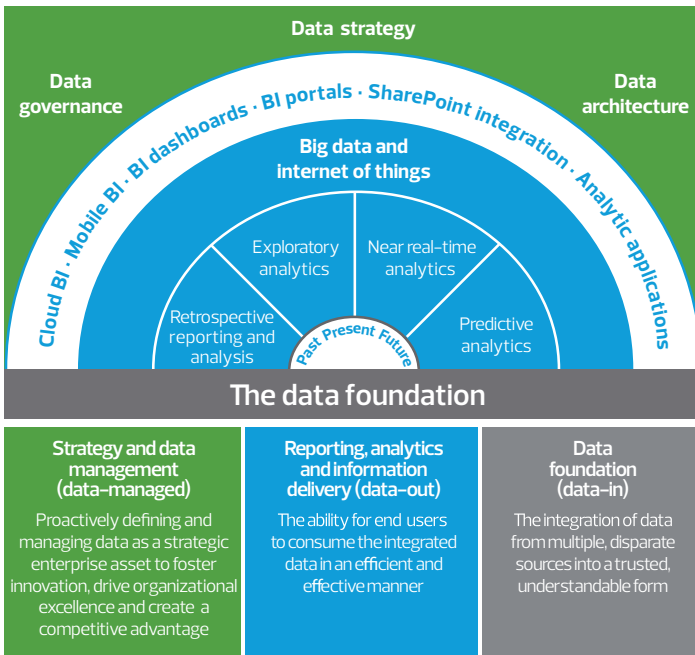 Data strategy
Data
governance
Data
architecture
Cloud BI · Mobile BI · BI dashboards · BI portals · SharePoint integration · Analytic applications
Big data and
internet of things
Retrospective
reporting and
analysis
Exploratory
analytics
Near real-time
analytics
Predictive
analytics
Past Present Future
The data foundation
Strategy and data
management
(data-managed)
Proactively defining and
managing data as a strategic
enterprise asset to foster
innovation, drive organizational
excellence and create a
competitive advantage
Reporting, analytics
and information
delivery (data-out)
The ability for end users
to consume the integrated
data in an efficient and
effective manner
Data
foundation
(data-in)
The integration of data
from multiple, disparate
sources into a trusted,
understandable form